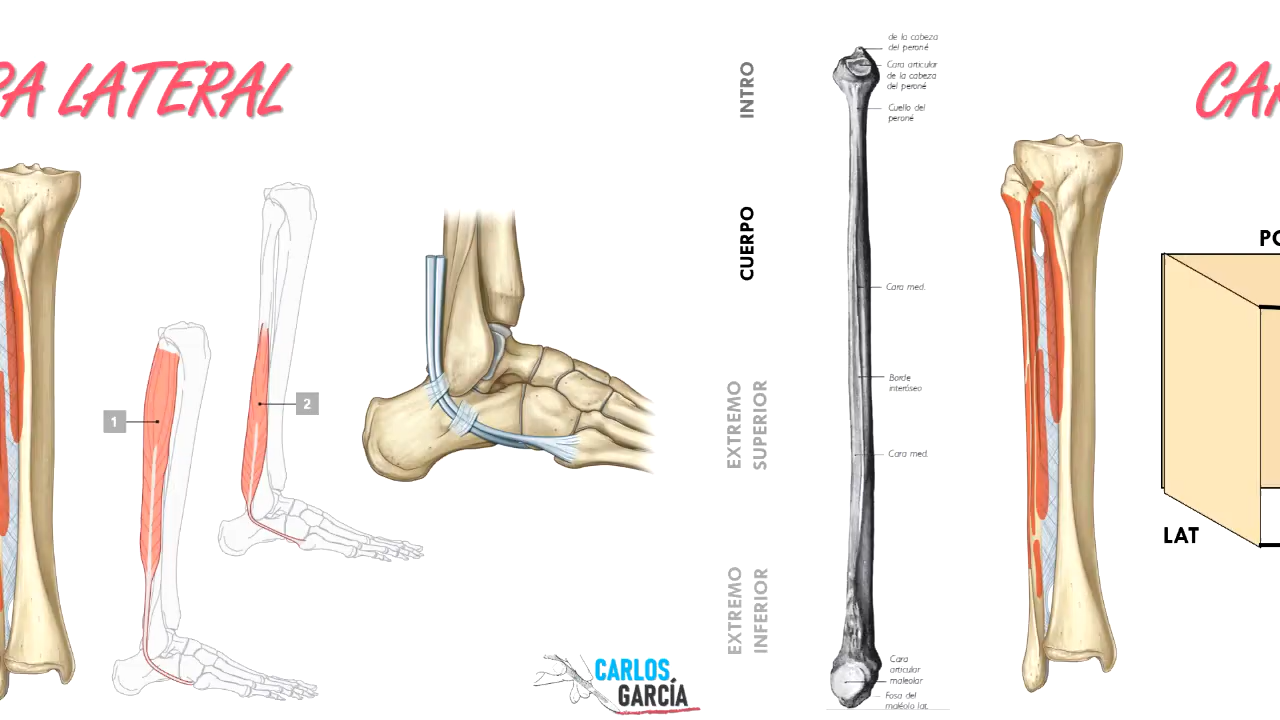 PA LATERAL
1
2
CARLOS
GARCÍA
INTRO
CUERPO
EXTREMO
SUPERIOR
EXTREMO
INFERIOR
de la cabeza
del peroné
Cara articular
de la cabeza
del peroné
Cuello del
peroné
Cara med.
Borde
interóseo
Cara med.
Cara
articular
maleolar
Fosa del
maléolo lat.
CAR
PO
LAT